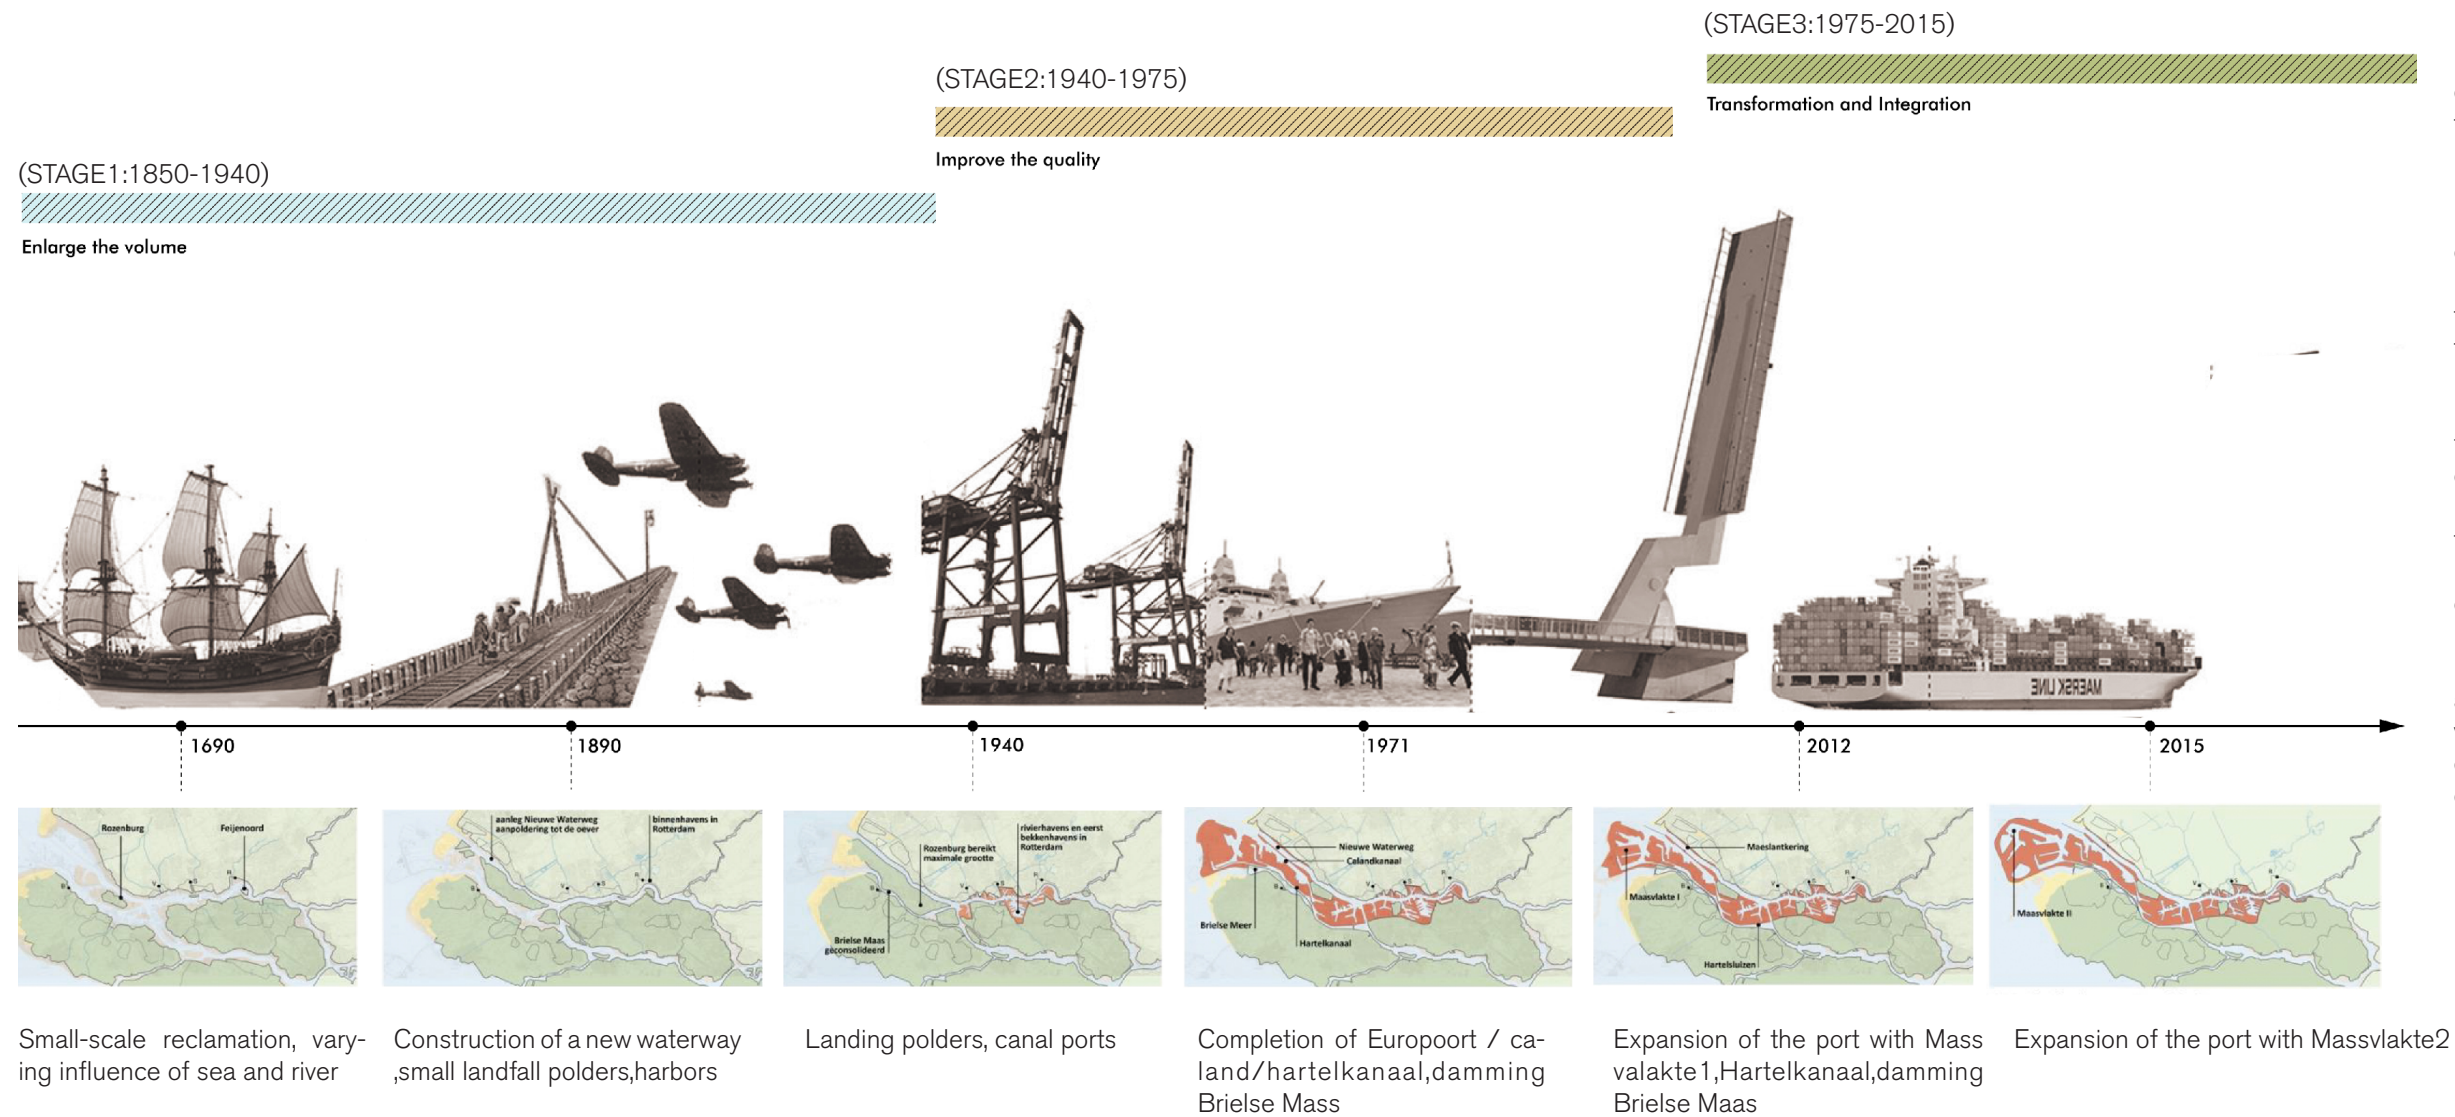 (STAGE3:1975-2015)
Transformation and Integration
(STAGE2:1940-1975)
Improve the quality
(STAGE1:1850-1940)
Enlarge the volume
MAERSK LINE
1690
1890
1940
1971
2012
2015
Rozenburg
Feijenoord
aanleg Nieuwe Waterweg
aanpoldering tot de oever
binnenhavens in
Rotterdam
Rozenburg bereikt
maximale grootte
rivierhavens en eerst
bekkenhavens in
Rotterdam
Brielse Maas
geconsolideerd
Nieuwe Waterweg
Calandkanaal
Brielse Meer
Hartelkanaal
Maeslantkering
Maasvlakte I
Hartelsluizen
Maasvlakte II
Small-scale reclamation, vary-
ing influence of sea and river
Construction of a new waterway
,small landfall polders,harbors
Landing polders, canal ports
Completion of Europoort / ca-
land/hartelkanaal,damming
Brielse Mass
Expansion of the port with Mass
valakte1,Hartelkanaal,damming
Brielse Maas
Expansion of the port with Massvlakte2